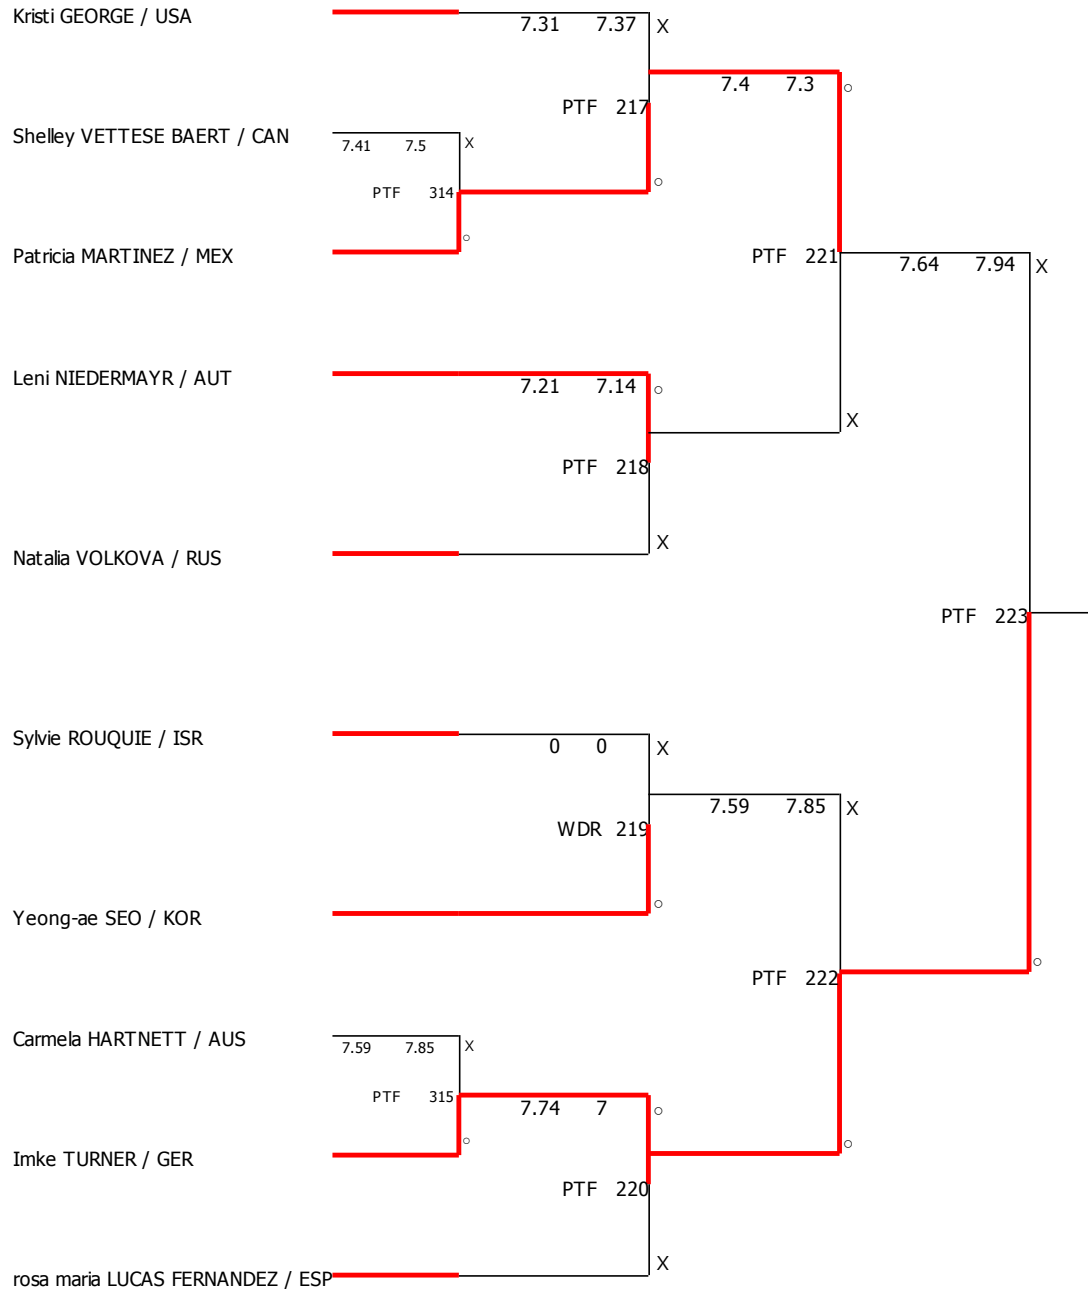 Kristi GEORGE / USA
7.31 7.37 X
7.4 7.3 ○
PTF 217
Shelley VETTESE BAERT / CAN
7.41 7.5 X
PTF 314
○
○
Patricia MARTINEZ / MEX
PTF 221
7.64 7.94 X
Leni NIEDERMAYR / AUT
7.21 7.14 ○
X
PTF 218
X
Natalia VOLKOVA / RUS
PTF 223
Sylvie ROUQUIE / ISR
0 0 X
7.59 7.85 X
WDR 219
○
Yeong-ae SEO / KOR
○
PTF 222
Carmela HARTNETT / AUS
7.59 7.85 X
PTF 315
7.74 7 ○
○
○
Imke TURNER / GER
PTF 220
X
rosa maria LUCAS FERNANDEZ / ESP